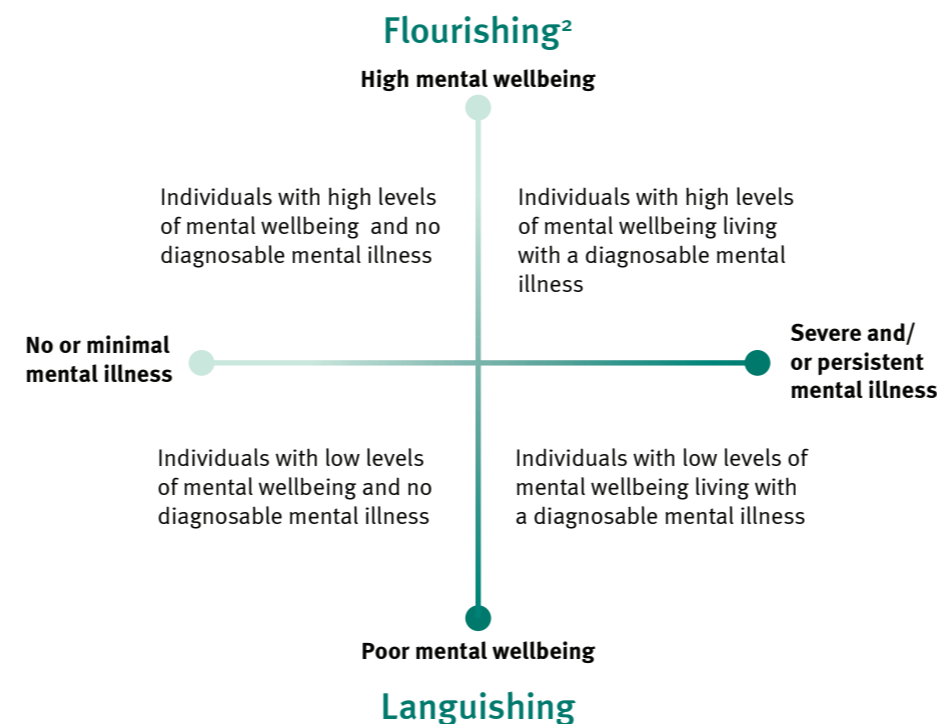 Flourishing²
High mental wellbeing
Individuals with high levels
of mental wellbeing and no
diagnosable mental illness
Individuals with high levels
of mental wellbeing living
with a diagnosable mental
illness
No or minimal
mental illness
Severe and/
or persistent
mental illness
Individuals with low levels
of mental wellbeing and no
diagnosable mental illness
Individuals with low levels of
mental wellbeing living with
a diagnosable mental illness
Poor mental wellbeing
Languishing